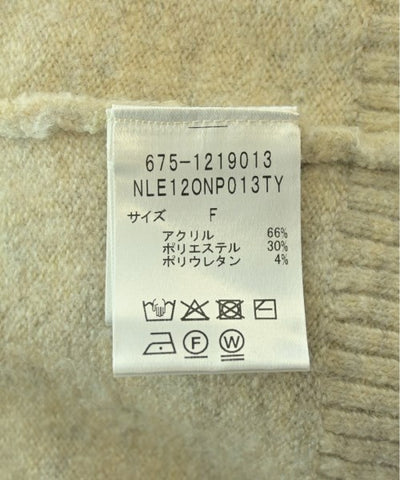 675-1219013
NLE120NP013TY
サイズ F
アクリル 66%
ポリエステル 30%
ポリウレタン 4%
F W